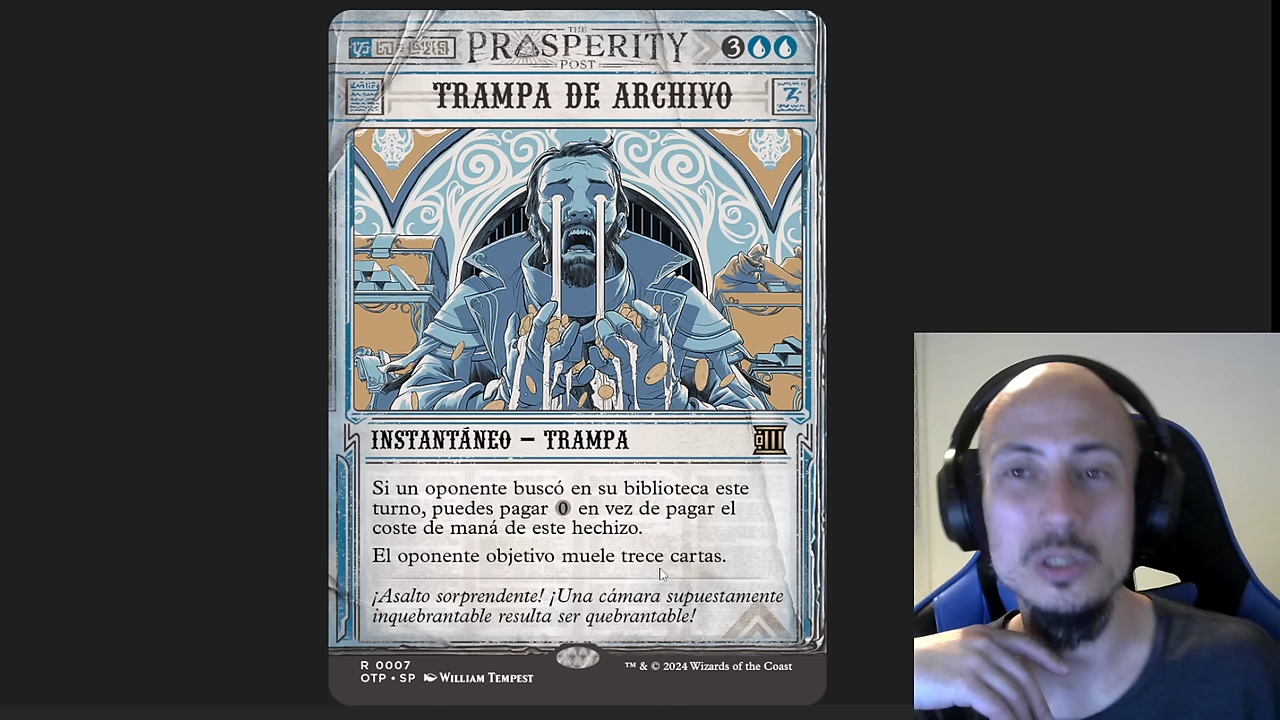 THE
PROSPERITY
POST
3
TRAMPA DE ARCHIVO
INSTANTÁNEO – TRAMPA
Si un oponente buscó en su biblioteca este
turno, puedes pagar 0 en vez de pagar el
coste de maná de este hechizo.
El oponente objetivo muele trece cartas.
¡Asalto sorprendente! ¡Una cámara supuestamente
inquebrantable resulta ser quebrantable!
R 0007
OTP • SP WILLIAM TEMPEST
™ & © 2024 Wizards of the Coast